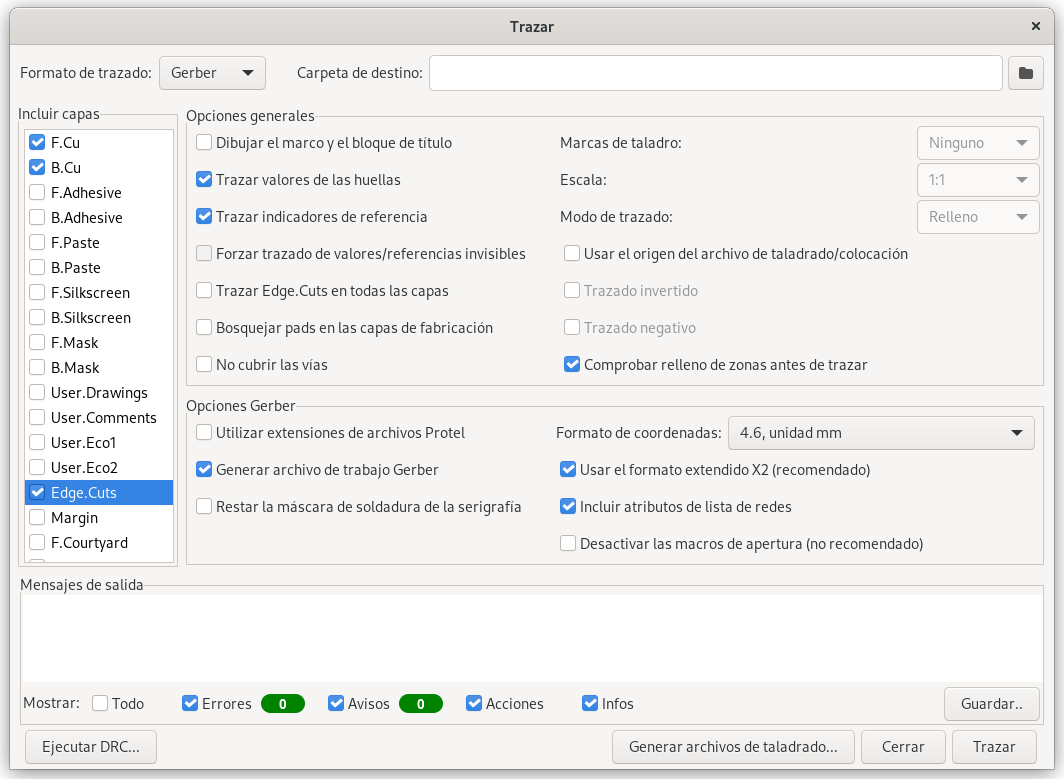 Trazar
Formato de trazado: Gerber Carpeta de destino:
Incluir capas
F.Cu
B.Cu
F.Adhesive
B.Adhesive
F.Paste
B.Paste
F.Silkscreen
B.Silkscreen
F.Mask
B.Mask
User.Drawings
User.Comments
User.Eco1
User.Eco2
Edge.Cuts
Margin
F.Courtyard
Opciones generales
Dibujar el marco y el bloque de título Marcas de taladro: Ninguno
Trazar valores de las huellas Escala: 1:1
Trazar indicadores de referencia Modo de trazado: Relleno
Forzar trazado de valores/referencias invisibles Usar el origen del archivo de taladrado/colocación
Trazar Edge.Cuts en todas las capas Trazado invertido
Bosquejar pads en las capas de fabricación Trazado negativo
No cubrir las vías Comprobar relleno de zonas antes de trazar
Opciones Gerber
Utilizar extensiones de archivos Protel Formato de coordenadas: 4.6, unidad mm
Generar archivo de trabajo Gerber Usar el formato extendido X2 (recomendado)
Restar la máscara de soldadura de la serigrafía Incluir atributos de lista de redes
Desactivar las macros de apertura (no recomendado)
Mensajes de salida
Mostrar: Todo Errores 0 Avisos 0 Acciones Infos Guardar..
Ejecutar DRC... Generar archivos de taladrado... Cerrar Trazar